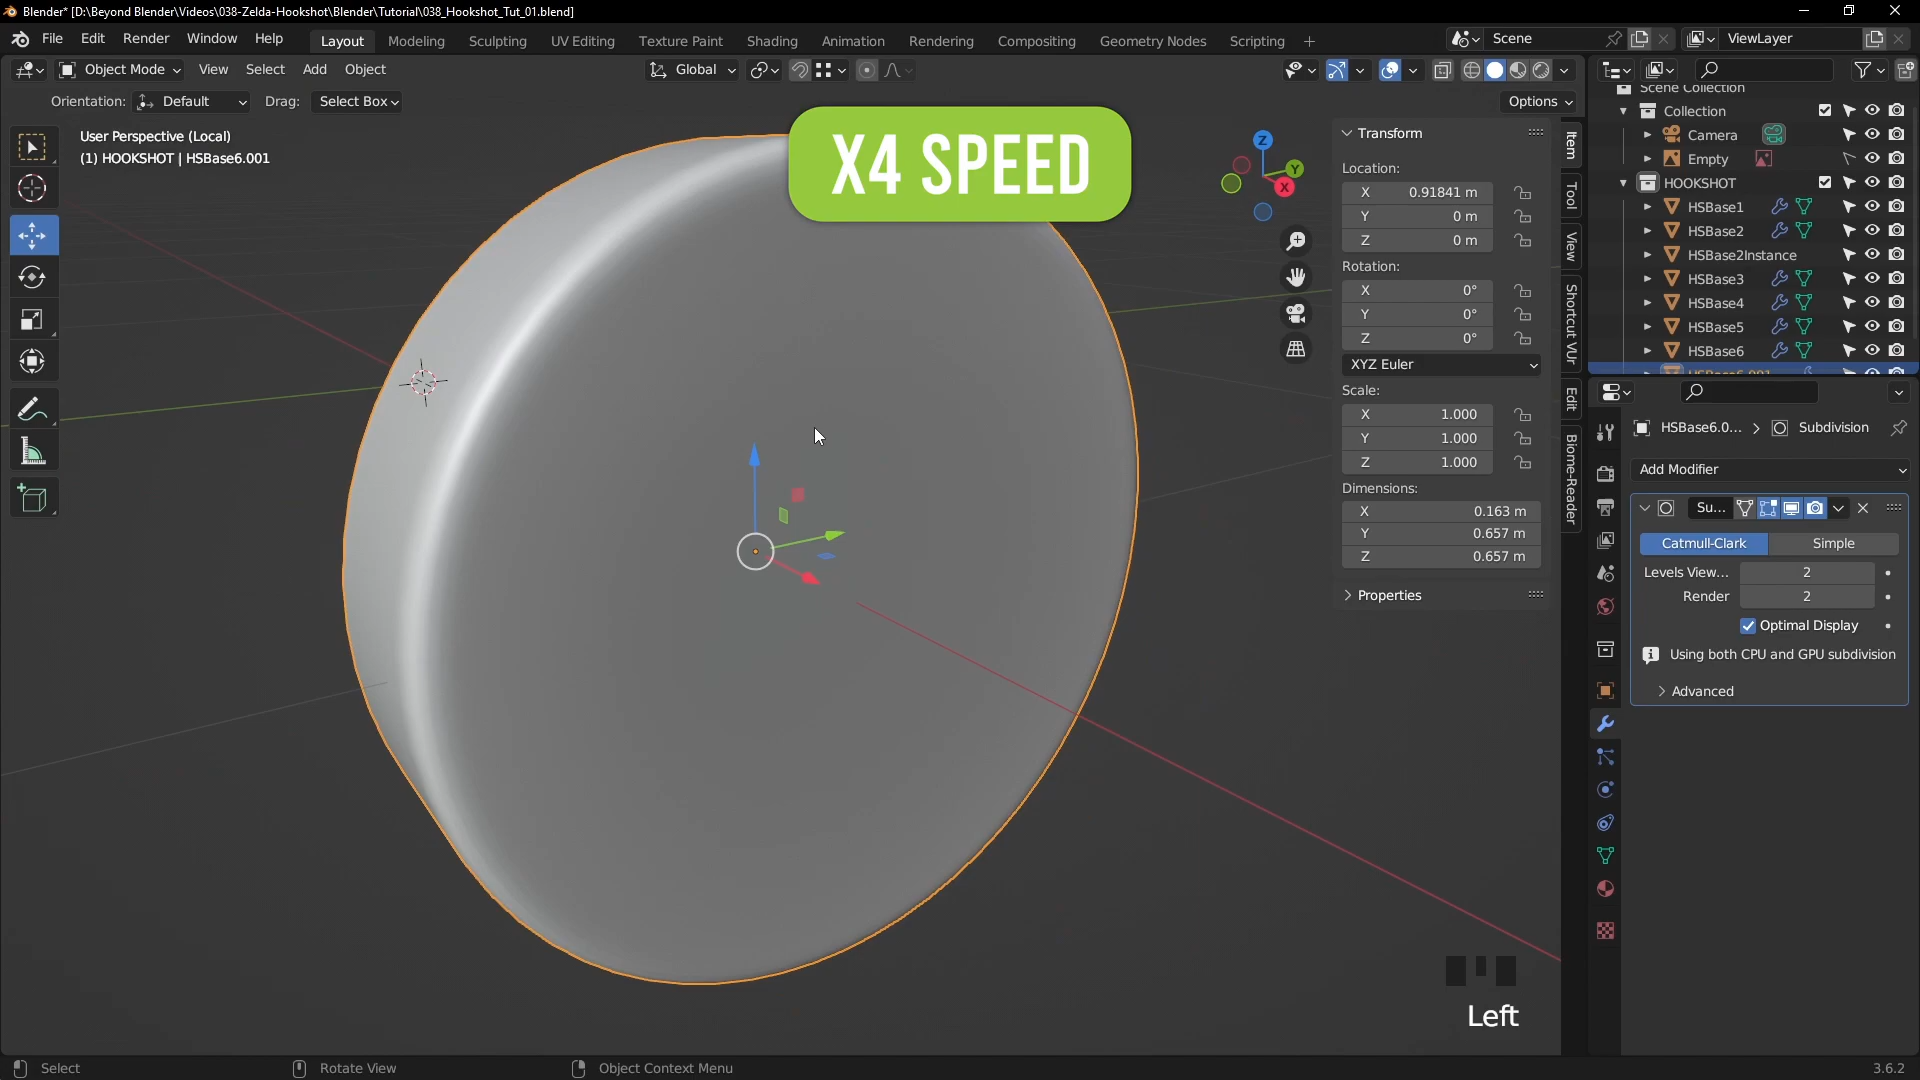 Blender* [D:\Beyond Blender\Videos\038-Zelda-Hookshot\Blender\Tutorial\038_Hookshot_Tut_01.blend]
File Edit Render Window Help Layout Modeling Sculpting UV Editing Texture Paint Shading Animation Rendering Compositing Geometry Nodes Scripting + Scene ViewLayer
Object Mode View Select Add Object Global
Orientation: Default Drag: Select Box Options
User Perspective (Local)
(1) HOOKSHOT | HSBase6.001
X4 SPEED
Z
Y
X
Transform
Location:
X 0.91841 m
Y 0 m
Z 0 m
Rotation:
X 0°
Y 0°
Z 0°
XYZ Euler
Scale:
X 1.000
Y 1.000
Z 1.000
Dimensions:
X 0.163 m
Y 0.657 m
Z 0.657 m
Properties
Item
Tool
View
Shortcut VUr
Edit
Biome-Reader
Scene Collection
Collection
Camera
Empty
HOOKSHOT
HSBase1
HSBase2
HSBase2Instance
HSBase3
HSBase4
HSBase5
HSBase6
HSBase6.001
HSBase6.0... > Subdivision
Add Modifier
Su...
Catmull-Clark Simple
Levels View... 2
Render 2
Optimal Display
Using both CPU and GPU subdivision
Advanced
Left
Select Rotate View Object Context Menu 3.6.2